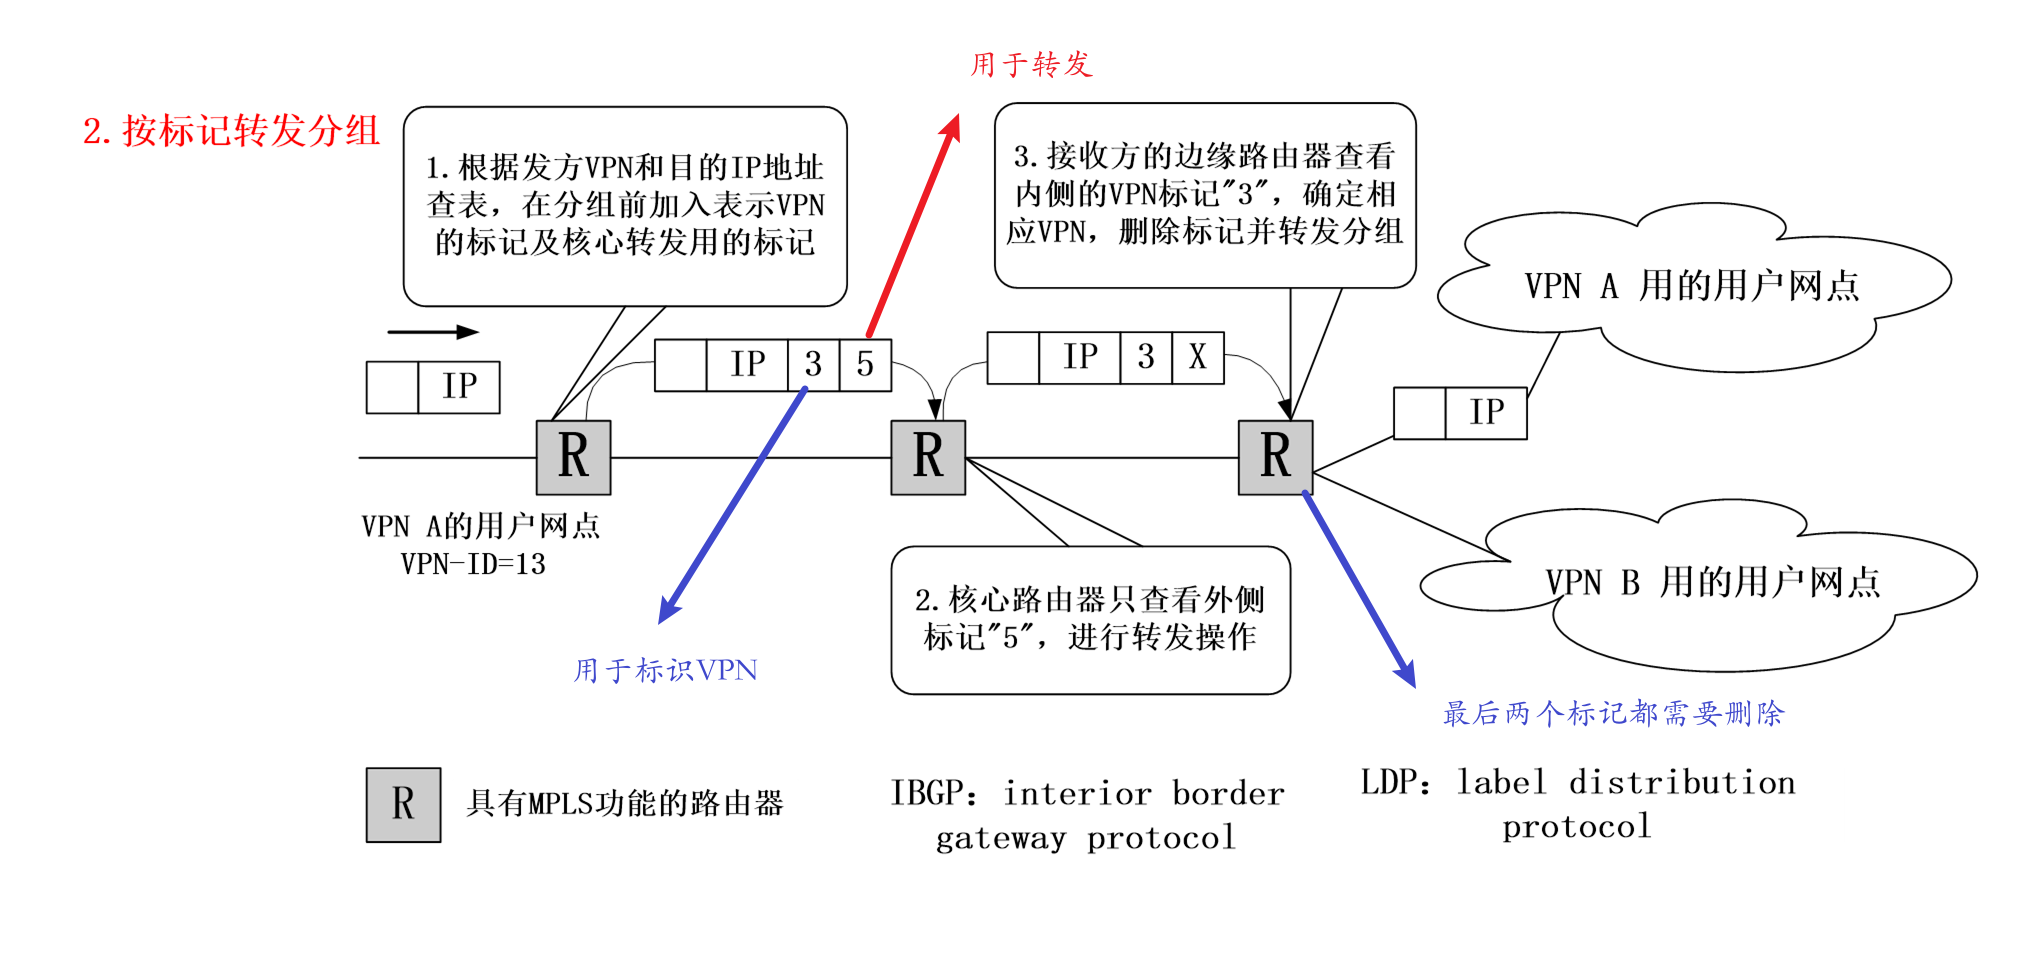 用于转发
2.按标记转发分组
1.根据发方VPN和目的IP地址
查表，在分组前加入表示VPN
的标记及核心转发用的标记
3.接收方的边缘路由器查看
内侧的VPN标记"3"，确定相
应VPN，删除标记并转发分组
VPN A 用的用户网点
IP
IP 3 5
IP 3 X
IP
R
R
R
VPN A的用户网点
VPN-ID=13
VPN B 用的用户网点
2.核心路由器只查看外侧
标记"5"，进行转发操作
用于标识VPN
最后两个标记都需要删除
R
具有MPLS功能的路由器
IBGP：interior border
gateway protocol
LDP：label distribution
protocol